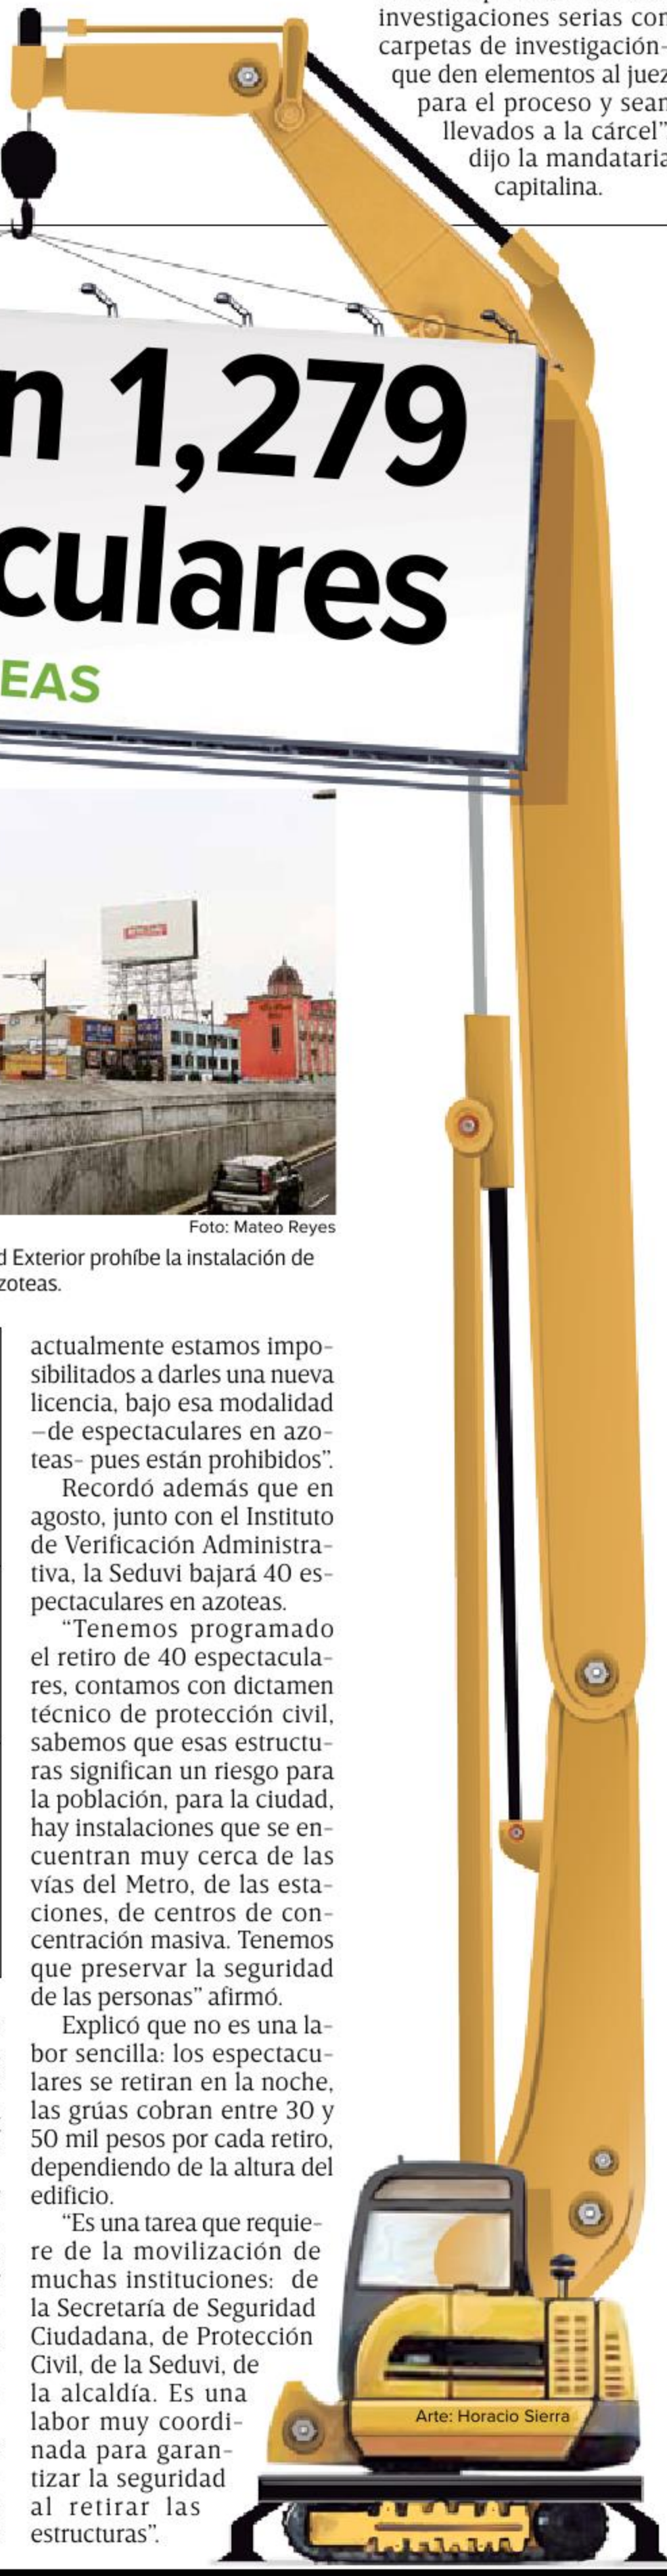 investigaciones serias con
carpetas de investigación-
que den elementos al juez
para el proceso y sean
llevados a la cárcel”
dijo la mandataria
capitalina.
n 1,279
culares
EAS
Foto: Mateo Reyes
d Exterior prohíbe la instalación de
zoteas.
actualmente estamos impo-
sibilitados a darles una nueva
licencia, bajo esa modalidad
–de espectaculares en azo-
teas- pues están prohibidos”.
Recordó además que en
agosto, junto con el Instituto
de Verificación Administra-
tiva, la Seduvi bajará 40 es-
pectaculares en azoteas.
“Tenemos programado
el retiro de 40 espectacula-
res, contamos con dictamen
técnico de protección civil,
sabemos que esas estructu-
ras significan un riesgo para
la población, para la ciudad,
hay instalaciones que se en-
cuentran muy cerca de las
vías del Metro, de las esta-
ciones, de centros de con-
centración masiva. Tenemos
que preservar la seguridad
de las personas” afirmó.
Explicó que no es una la-
bor sencilla: los espectacu-
lares se retiran en la noche,
las grúas cobran entre 30 y
50 mil pesos por cada retiro,
dependiendo de la altura del
edificio.
“Es una tarea que requie-
re de la movilización de
muchas instituciones: de
la Secretaría de Seguridad
Ciudadana, de Protección
Civil, de la Seduvi, de
la alcaldía. Es una
labor muy coordi-
nada para garan-
tizar la seguridad
al retirar las
estructuras”.
Arte: Horacio Sierra